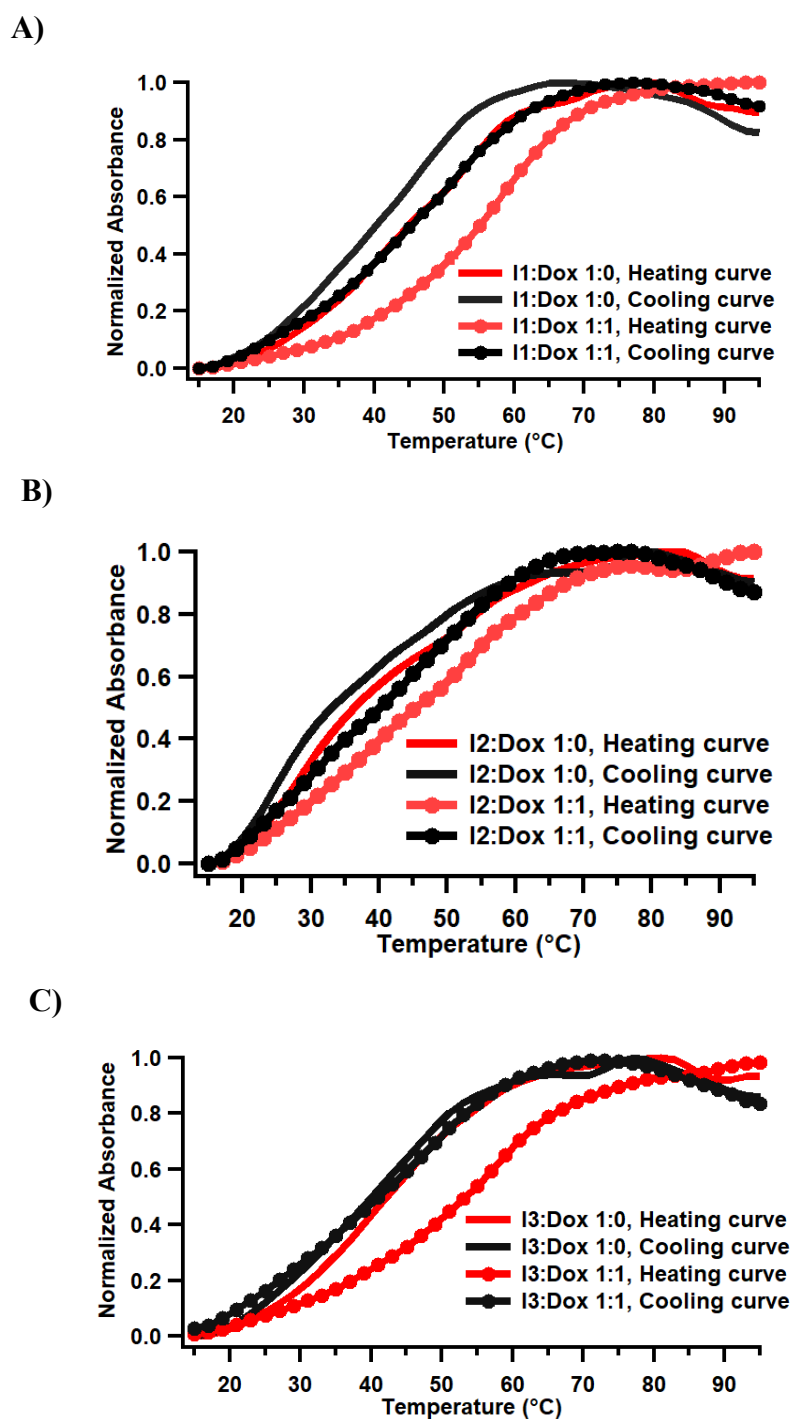 A)
Normalized Absorbance
1.0
0.8
0.6
0.4
0.2
0.0
I1:Dox 1:0, Heating curve
I1:Dox 1:0, Cooling curve
I1:Dox 1:1, Heating curve
I1:Dox 1:1, Cooling curve
20 30 40 50 60 70 80 90
Temperature (°C)
B)
Normalized Absorbance
1.0
0.8
0.6
0.4
0.2
0.0
I2:Dox 1:0, Heating curve
I2:Dox 1:0, Cooling curve
I2:Dox 1:1, Heating curve
I2:Dox 1:1, Cooling curve
20 30 40 50 60 70 80 90
Temperature (°C)
C)
Normalized Absorbance
1.0
0.8
0.6
0.4
0.2
0.0
I3:Dox 1:0, Heating curve
I3:Dox 1:0, Cooling curve
I3:Dox 1:1, Heating curve
I3:Dox 1:1, Cooling curve
20 30 40 50 60 70 80 90
Temperature (°C)